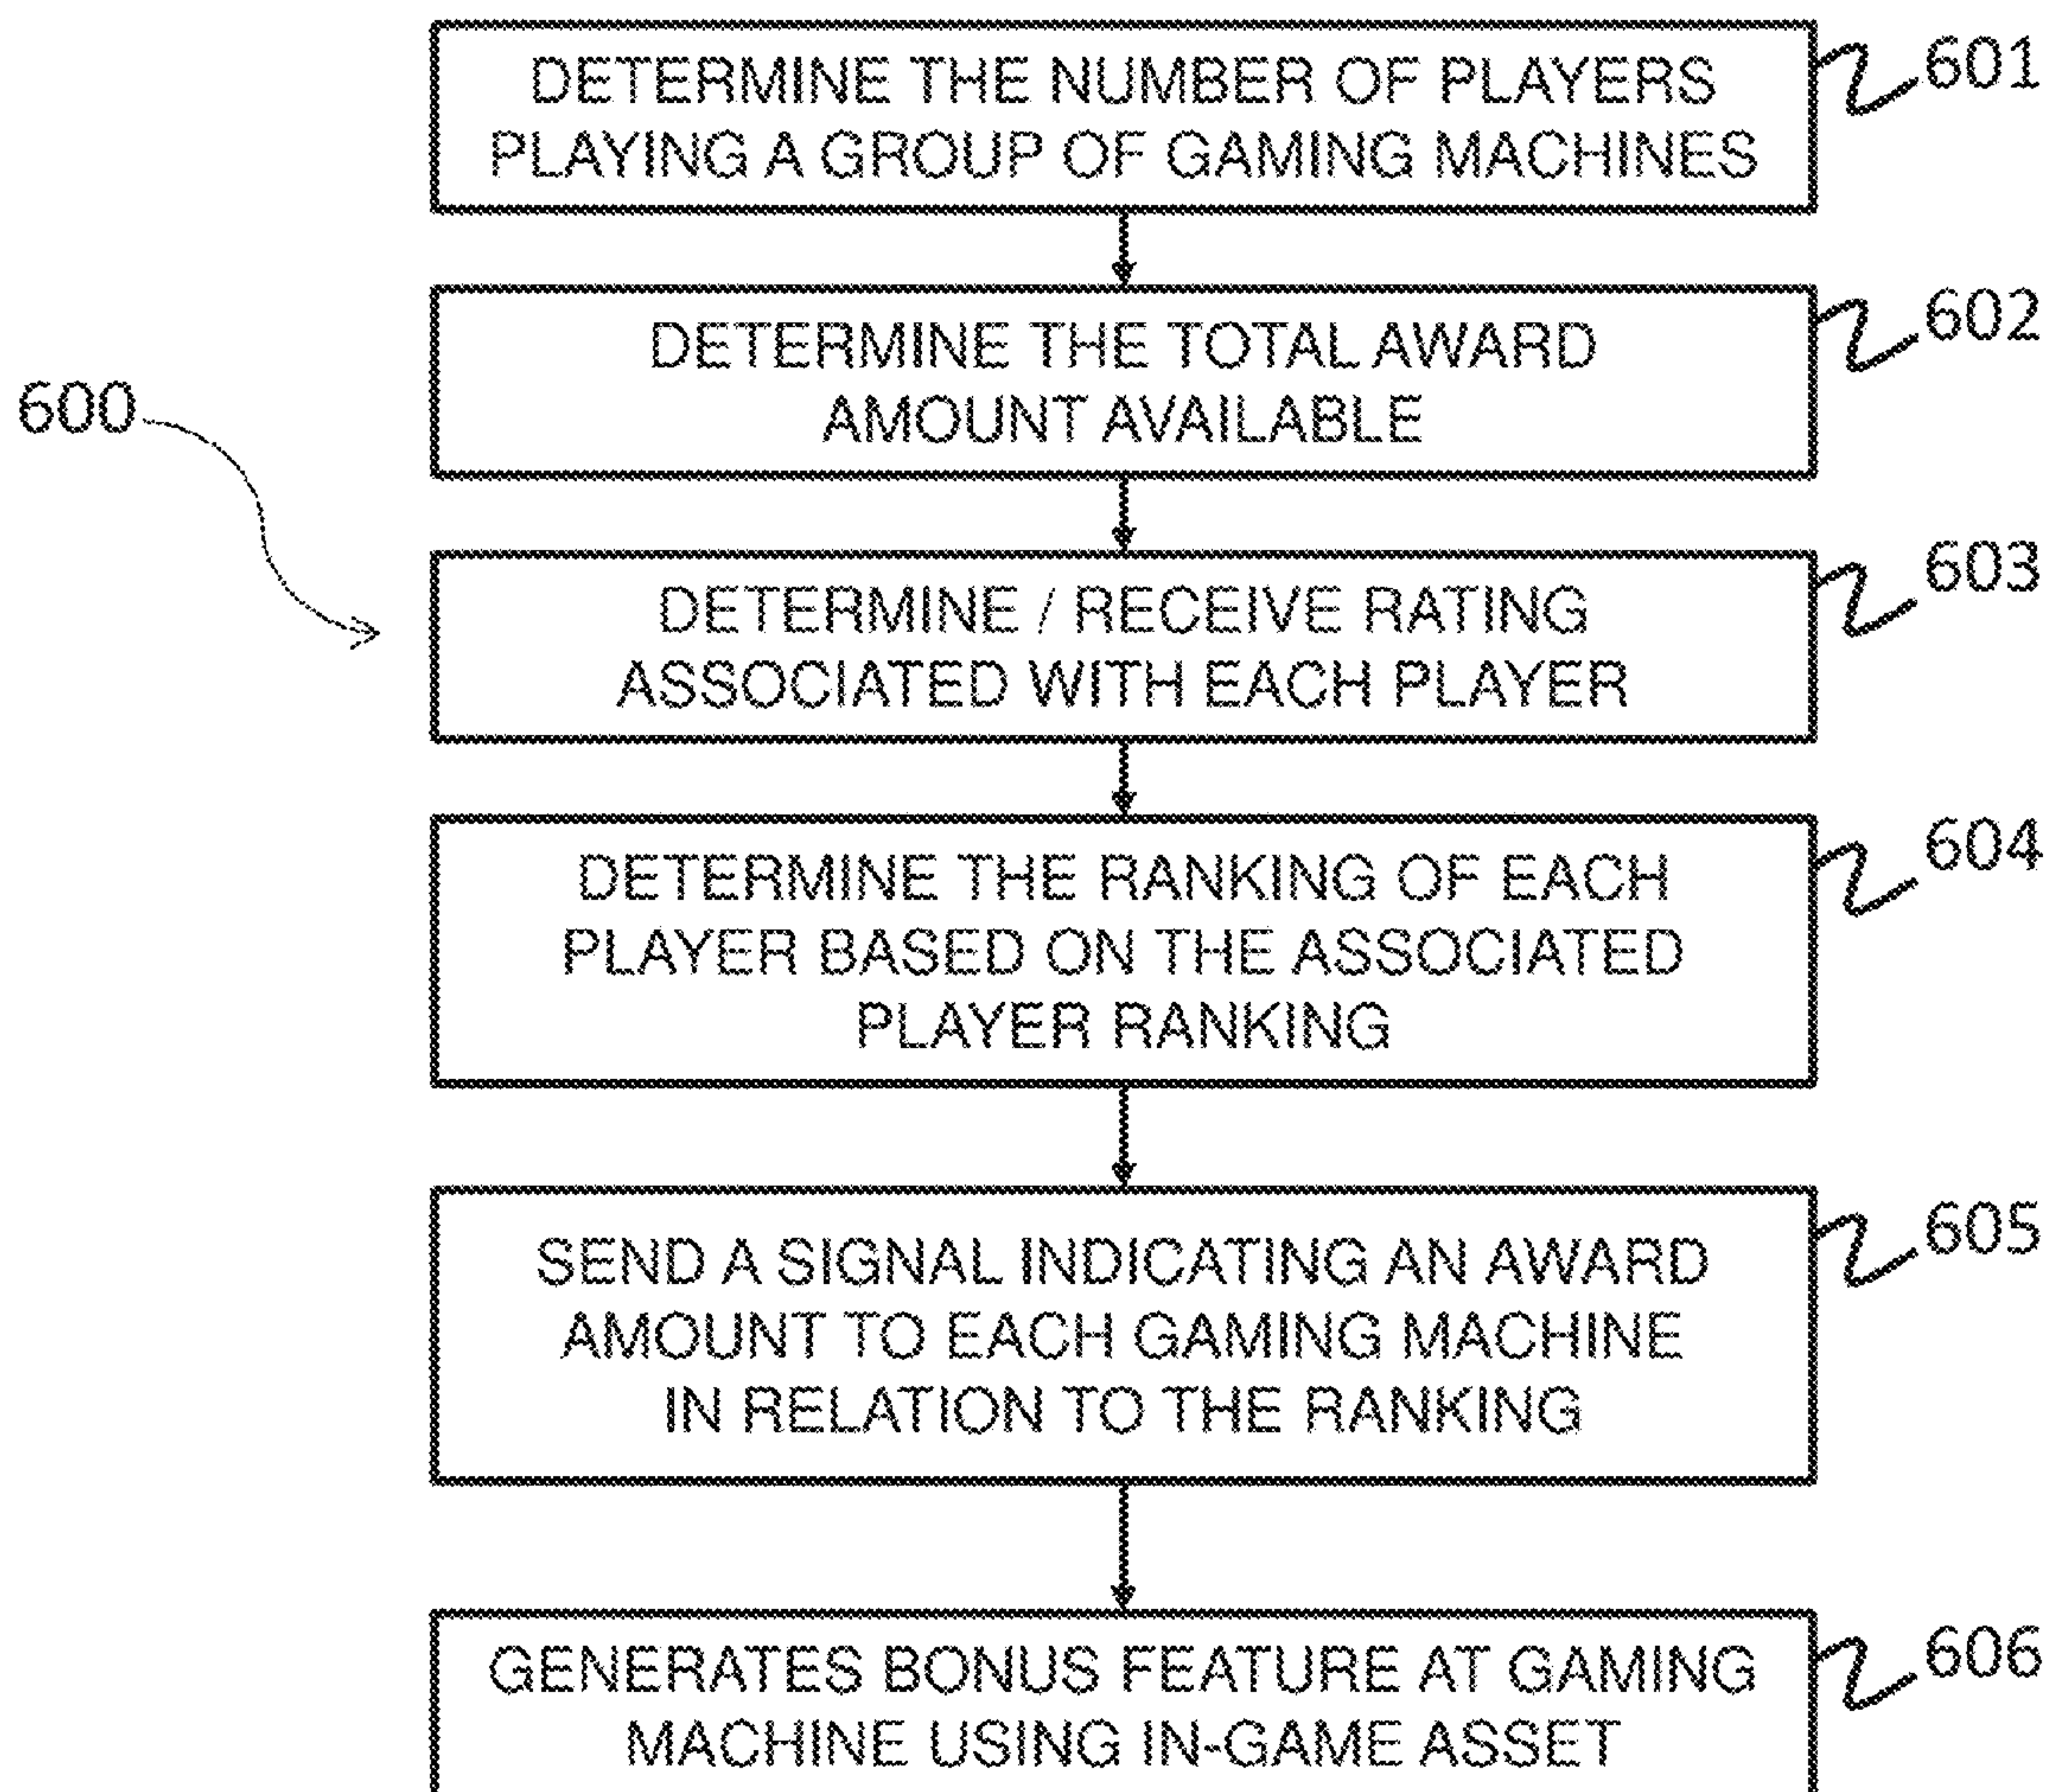 DETERMINE THE NUMBER OF PLAYERS
PLAYING A GROUP OF GAMING MACHINES
601
DETERMINE THE TOTAL AWARD
AMOUNT AVAILABLE
602
600
DETERMINE / RECEIVE RATING
ASSOCIATED WITH EACH PLAYER
603
DETERMINE THE RANKING OF EACH
PLAYER BASED ON THE ASSOCIATED
PLAYER RANKING
604
SEND A SIGNAL INDICATING AN AWARD
AMOUNT TO EACH GAMING MACHINE
IN RELATION TO THE RANKING
605
GENERATES BONUS FEATURE AT GAMING
MACHINE USING IN-GAME ASSET
606